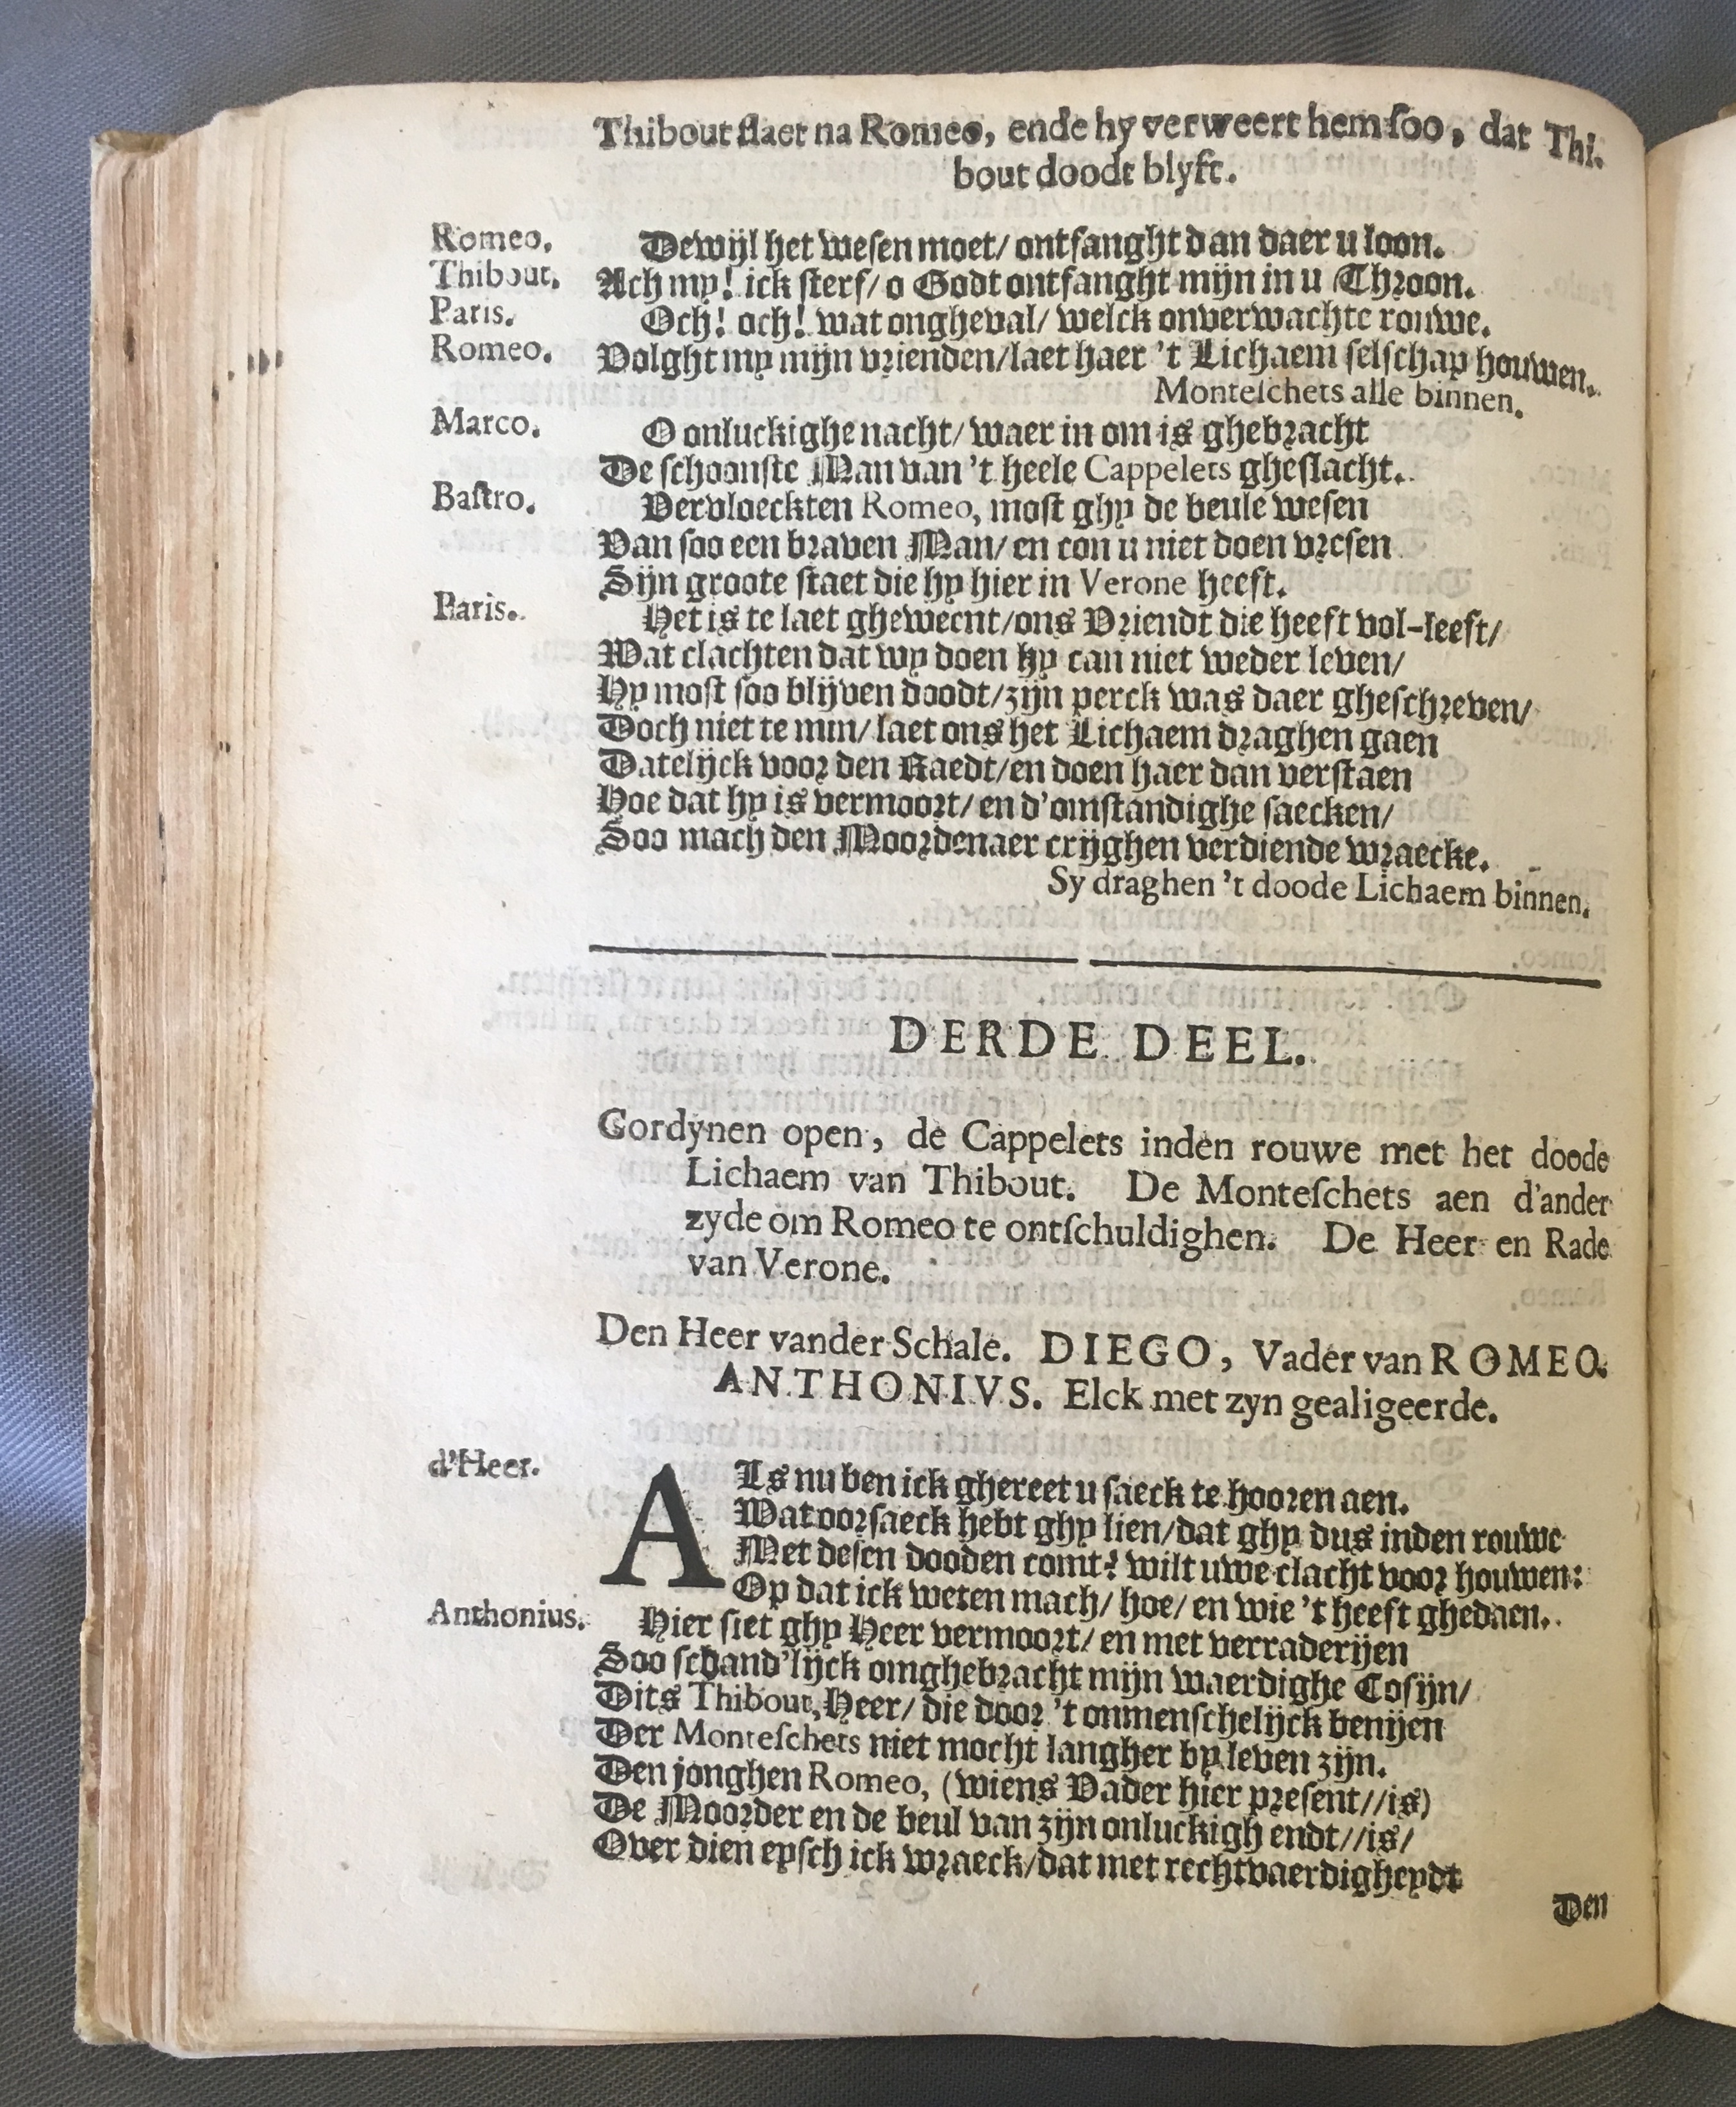 Thibout slaet na Romeo, ende hy verweert hem soo, dat Thi-
bout doodt blyft.
Romeo. Dewijl het wesen moet/ ontfanght dan daer u loon.
Thibout. Ach my! ick sterf/ o Godt ontfanght mijn in u Throon.
Paris. Och! och! wat ongheval/ welck onverwachte rouwe.
Romeo. Volght my mijn vrienden/laet haer 't Lichaem selschap houwen.
Monteschets alle binnen.
Marco. O onluckighe nacht/ waer in om is ghebracht
De schoonste Man van 't heele Cappelets gheslacht.
Bastro. Vervloeckten Romeo, most ghy de beule wesen
Van soo een braven Man/ en con u niet doen vresen
Sijn groote staet die hy hier in Verone heeft.
Paris. Het is te laet gheweent/ons Vriendt die heeft vol-leeft/
Wat clachten dat wy doen hy can niet weder leven/
Hy most soo blijven doodt/zijn perck was daer gheschreven/
Doch niet te min/ laet ons het Lichaem draghen gaen
Datelijck voor den Raedt/en doen haer dan verstaen
Hoe dat hy is vermoort/ en d'omstandighe saecken/
Soo mach den Moordenaer crijghen verdiende wraecke.
Sy draghen 't doode Lichaem binnen.
DERDE DEEL.
Gordynen open, de Cappelets inden rouwe met het doode
Lichaem van Thibout. De Monteschets aen d'ander
zyde om Romeo te ontschuldighen. De Heer en Rade
van Verone.
Den Heer vander Schale. DIEGO, Vader van ROMEO.
ANTHONIVS. Elck met zyn gealigeerde.
d'Heer. ALs nu ben ick ghereet u saeck te hooren aen.
Wat oorsaeck hebt ghy lien/dat ghy dus inden rouwe
Met desen dooden comt? wilt uwe clacht voor houwen:
Op dat ick weten mach/ hoe/ en wie 't heeft ghedaen.
Anthonius. Hier siet ghy Heer vermoort/ en met verraderijen
Soo schand'lijck omghebracht mijn waerdighe Cosijn/
Dits Thibout, Heer/ die door 't onmenschelijck benijen
Der Monteschets niet mocht langher by leven zijn.
Den jonghen Romeo, (wiens Vader hier present//is)
De Moorder en de beul van zijn onluckigh endt//is/
Over dien eysch ick wraeck/dat met rechtvaerdigheydt
Den